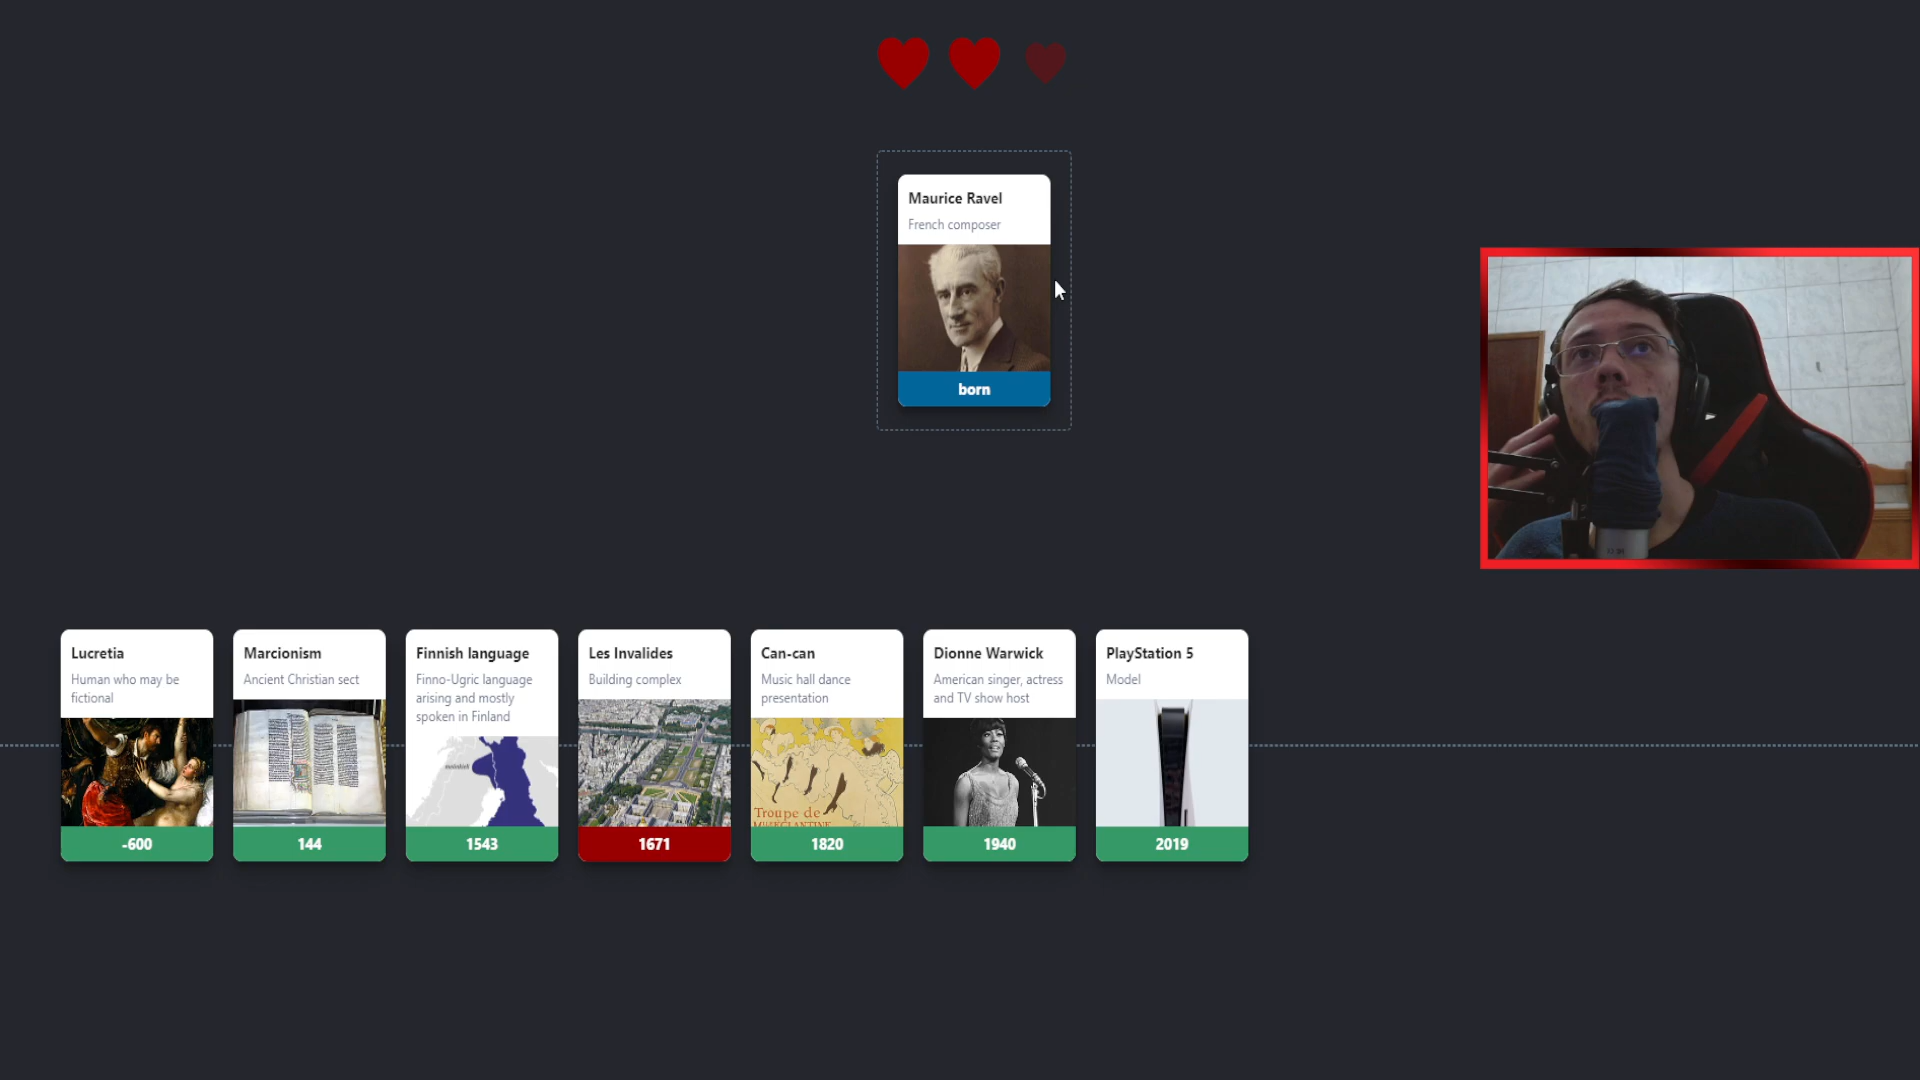 Maurice Ravel
French composer
born
Lucretia
Human who may be
fictional
-600
Marcionism
Ancient Christian sect
144
Finnish language
Finno-Ugric language
arising and mostly
spoken in Finland
1543
Les Invalides
Building complex
1671
Can-can
Music hall dance
presentation
Troupe de
1820
Dionne Warwick
American singer, actress
and TV show host
1940
PlayStation 5
Model
2019